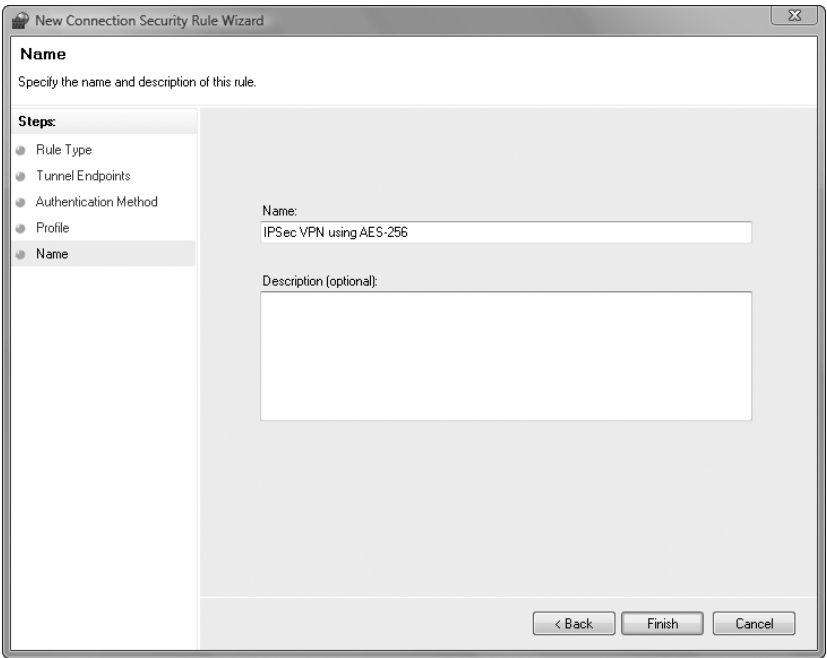 New Connection Security Rule Wizard
Name
Specify the name and description of this rule.
Steps:
Rule Type
Tunnel Endpoints
Authentication Method
Profile
Name
Name:
IPSec VPN using AES-256
Description (optional):
< Back
Finish
Cancel